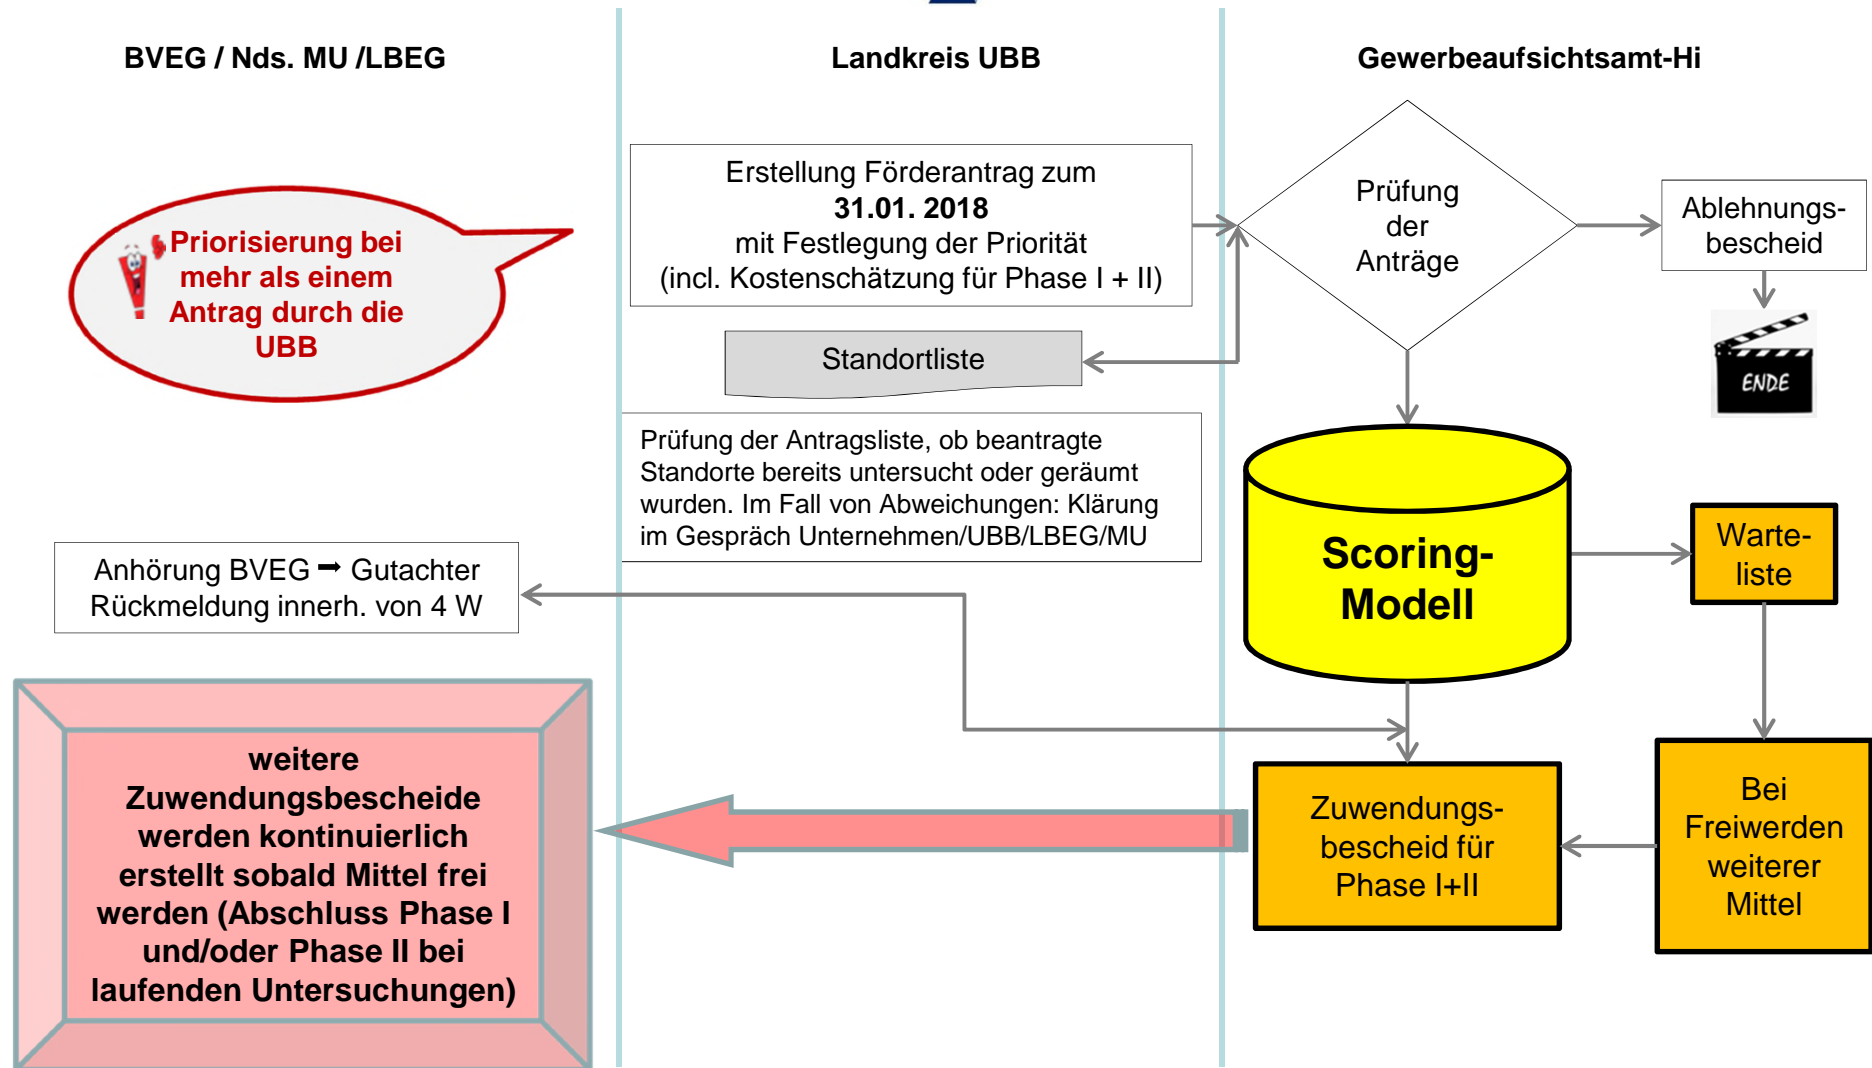 BVEG / Nds. MU /LBEG
Landkreis UBB
Gewerbeaufsichtsamt-Hi
Priorisierung bei
mehr als einem
Antrag durch die
UBB
Erstellung Förderantrag zum
31.01. 2018
mit Festlegung der Priorität
(incl. Kostenschätzung für Phase I + II)
Prüfung
der
Anträge
Ablehnungs-
bescheid
ENDE
Standortliste
Prüfung der Antragsliste, ob beantragte
Standorte bereits untersucht oder geräumt
wurden. Im Fall von Abweichungen: Klärung
im Gespräch Unternehmen/UBB/LBEG/MU
Scoring-
Modell
Warte-
liste
Anhörung BVEG ➞ Gutachter
Rückmeldung innerh. von 4 W
weitere
Zuwendungsbescheide
werden kontinuierlich
erstellt sobald Mittel frei
werden (Abschluss Phase I
und/oder Phase II bei
laufenden Untersuchungen)
Zuwendungs-
bescheid für
Phase I+II
Bei
Freiwerden
weiterer
Mittel